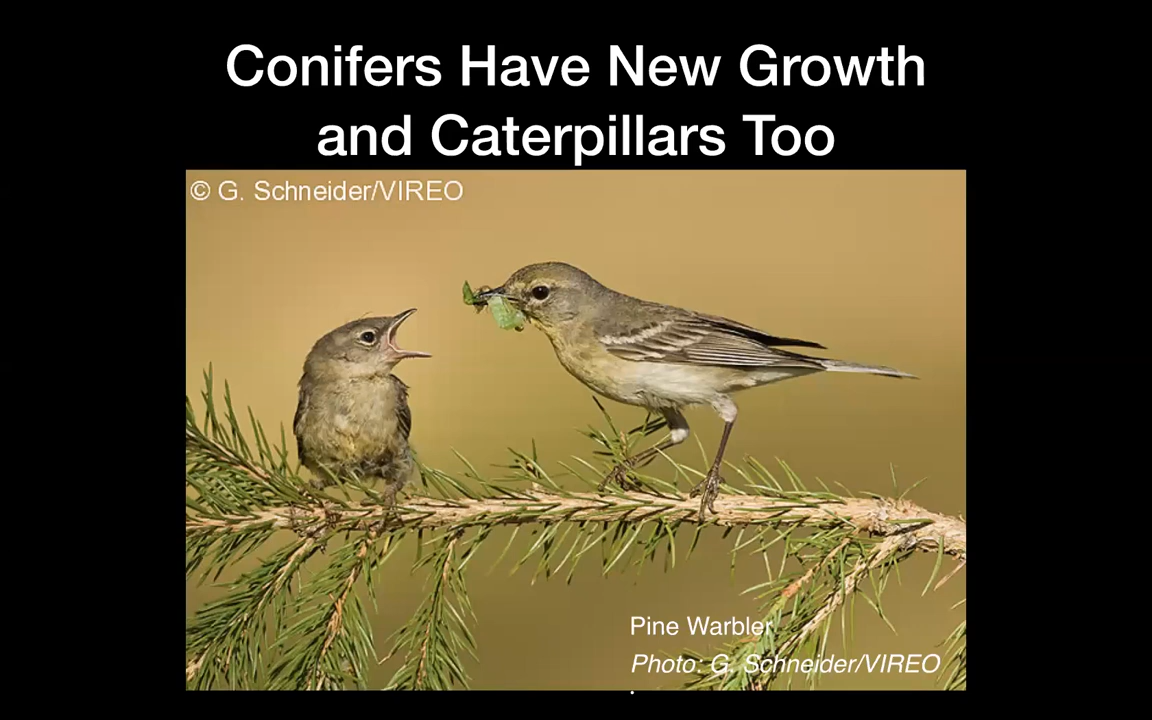 Conifers Have New Growth
and Caterpillars Too
© G. Schneider/VIREO
Pine Warbler
Photo: G. Schneider/VIREO
.